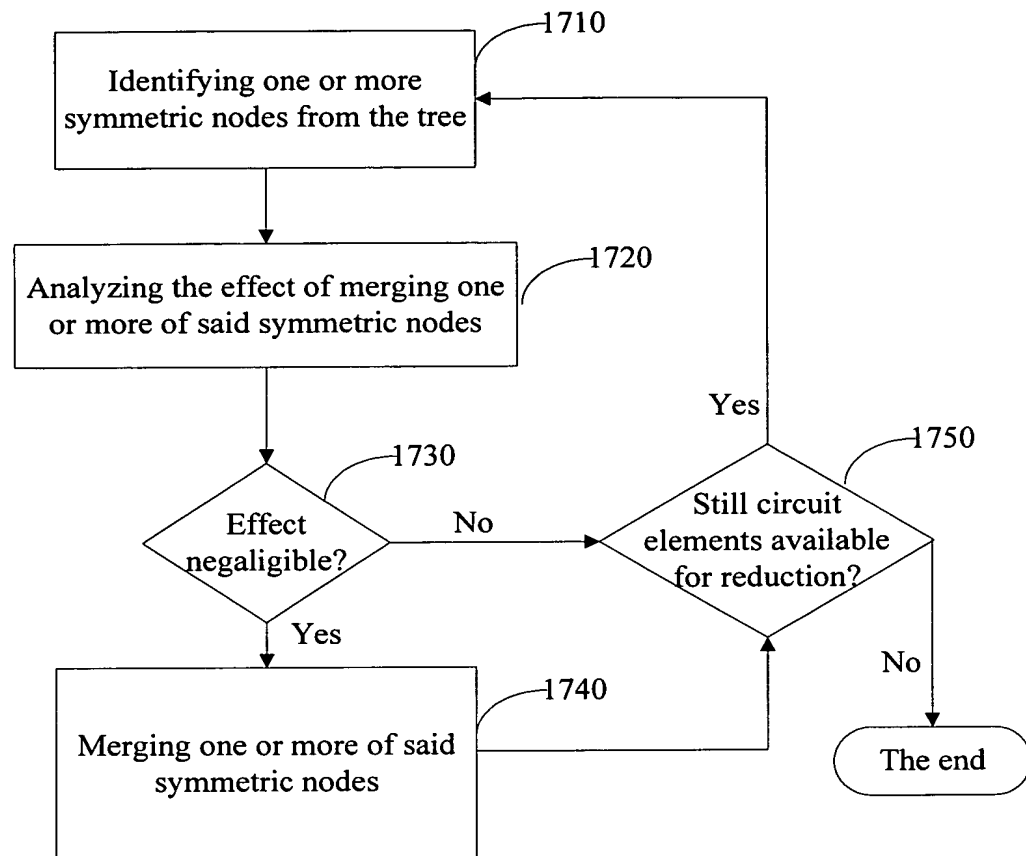 1710
Identifying one or more
symmetric nodes from the tree
1720
Analyzing the effect of merging one
or more of said symmetric nodes
Yes
1730
1750
Effect
negaligible?
No
Still circuit
elements available
for reduction?
Yes
No
1740
Merging one or more of said
symmetric nodes
The end